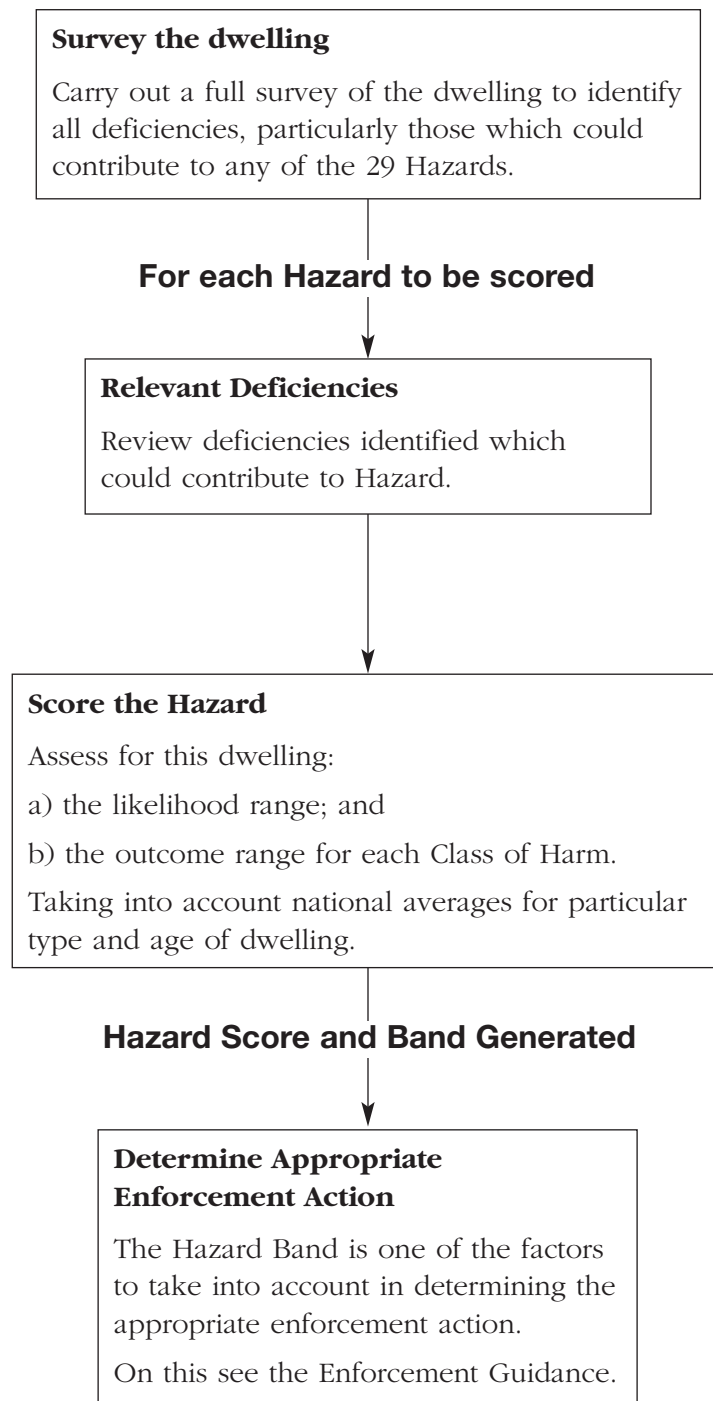 Survey the dwelling
Carry out a full survey of the dwelling to identify
all deficiencies, particularly those which could
contribute to any of the 29 Hazards.
For each Hazard to be scored
Relevant Deficiencies
Review deficiencies identified which
could contribute to Hazard.
Score the Hazard
Assess for this dwelling:
a) the likelihood range; and
b) the outcome range for each Class of Harm.
Taking into account national averages for particular
type and age of dwelling.
Hazard Score and Band Generated
Determine Appropriate
Enforcement Action
The Hazard Band is one of the factors
to take into account in determining the
appropriate enforcement action.
On this see the Enforcement Guidance.